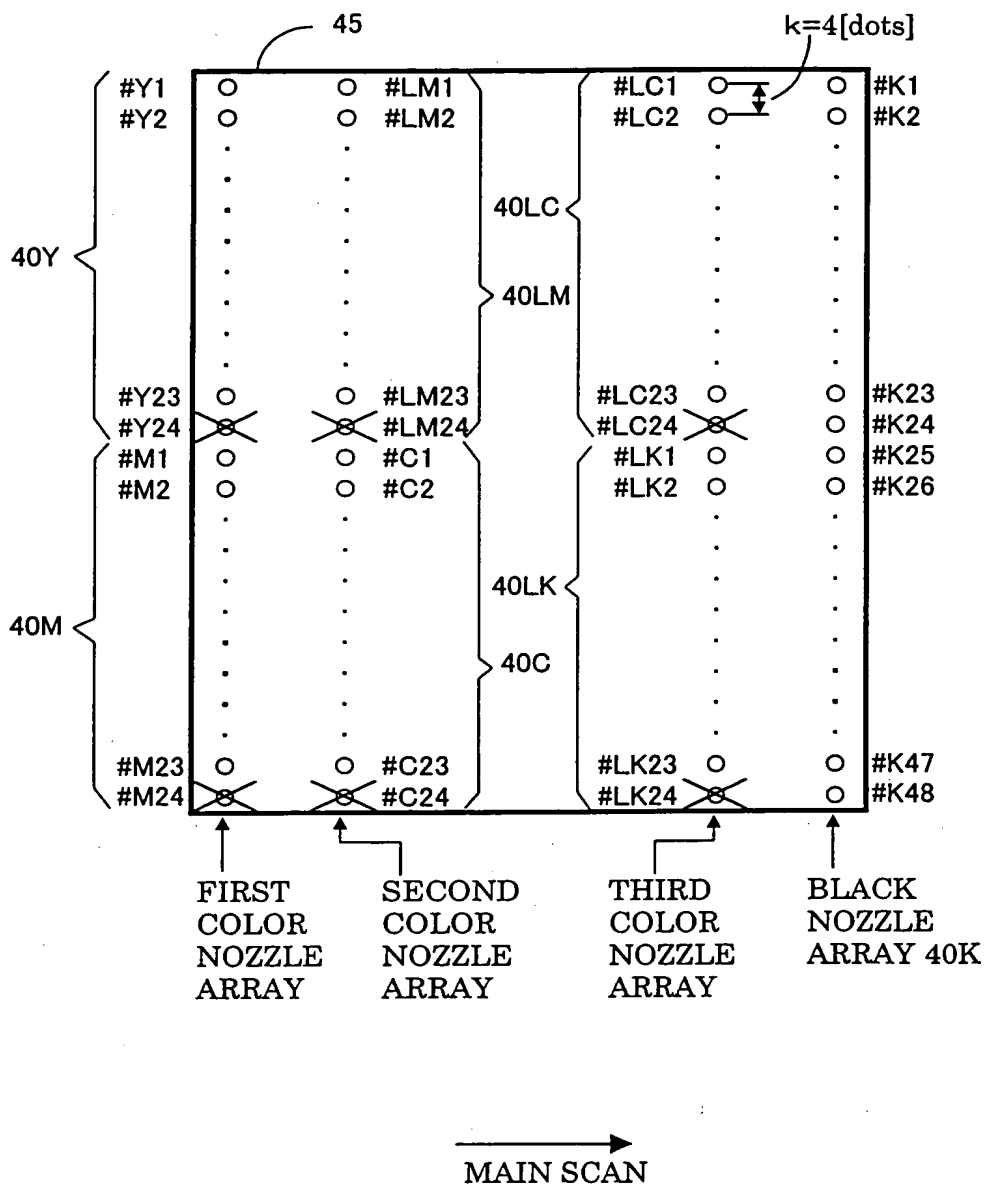 45
k=4[dots]
#Y1 #LM1 #LC1 #K1
#Y2 #LM2 #LC2 #K2
40LC
40Y
40LM
#Y23 #LM23 #LC23 #K23
#Y24 #LM24 #LC24 #K24
#M1 #C1 #LK1 #K25
#M2 #C2 #LK2 #K26
40LK
40M
40C
#M23 #C23 #LK23 #K47
#M24 #C24 #LK24 #K48
FIRST
COLOR
NOZZLE
ARRAY
SECOND
COLOR
NOZZLE
ARRAY
THIRD
COLOR
NOZZLE
ARRAY
BLACK
NOZZLE
ARRAY 40K
MAIN SCAN